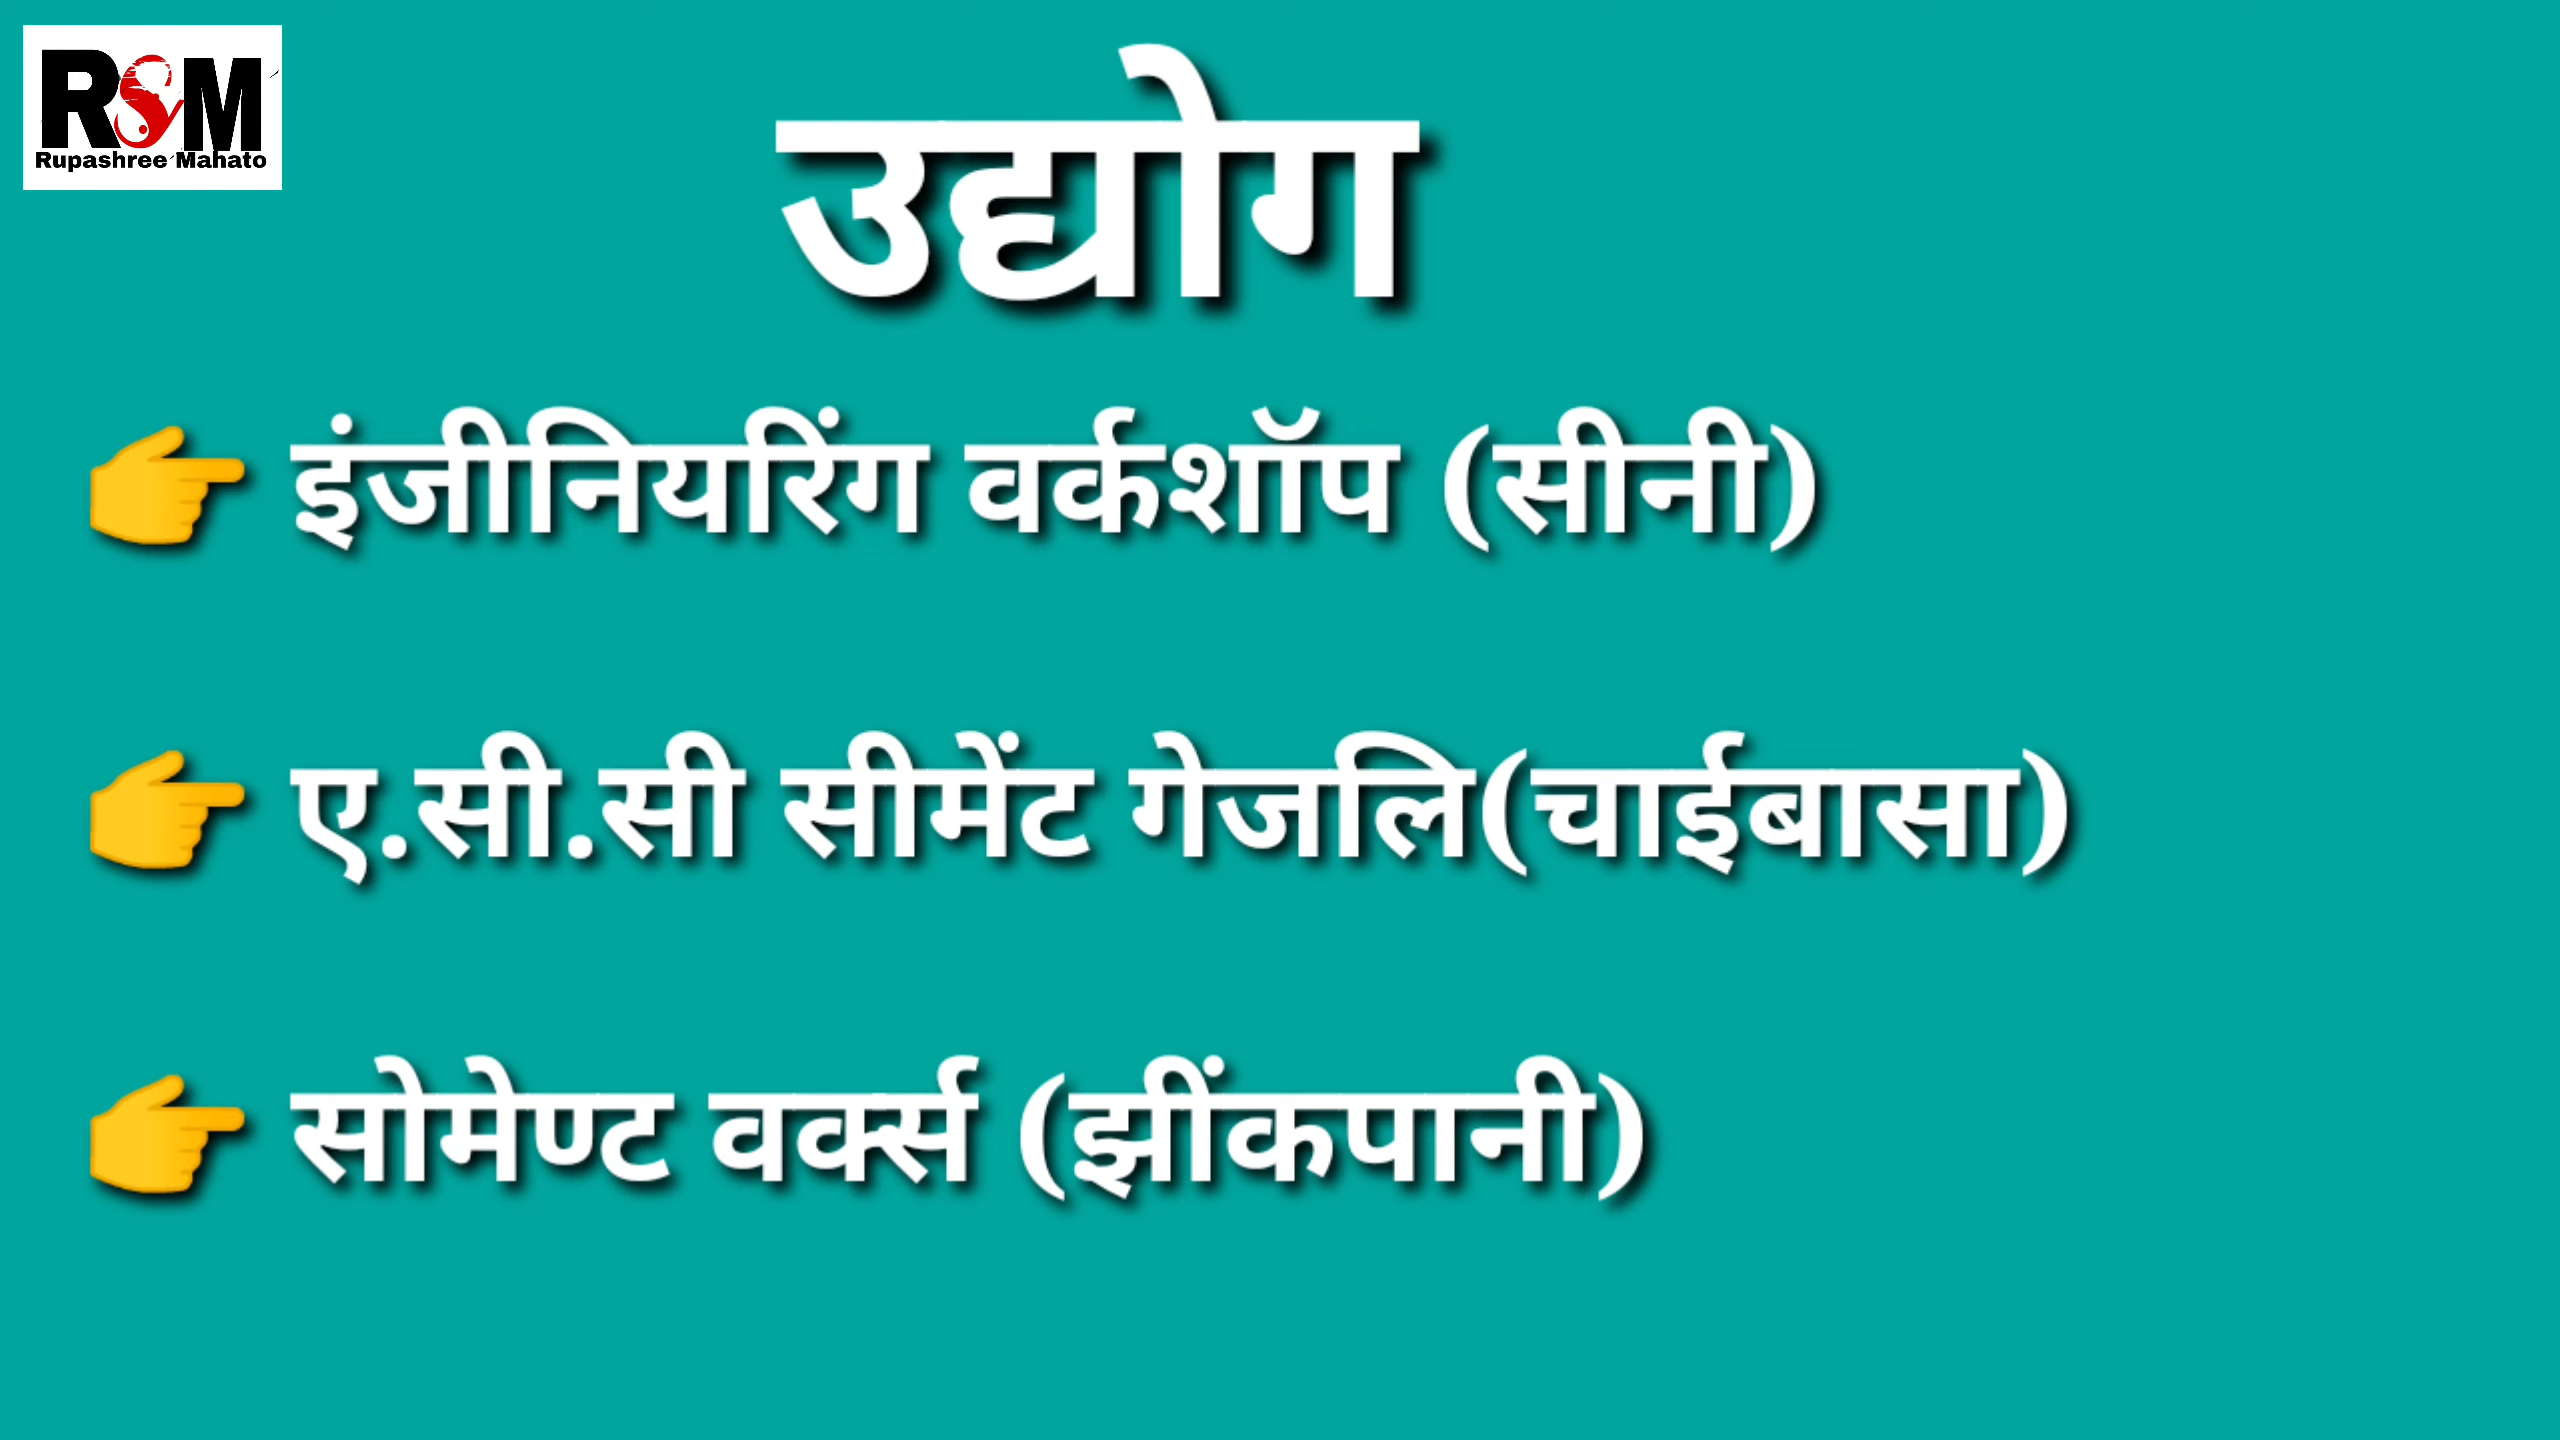 RSM
Rupashree Mahato
उद्योग
👉 इंजीनियरिंग वर्कशॉप (सीनी)
👉 ए.सी.सी सीमेंट गेजलि(चाईबासा)
👉 सोमेण्ट वर्क्स (झींकपानी)